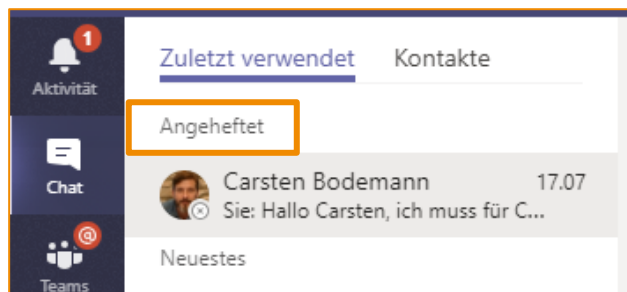 1
Aktivität
Zuletzt verwendet Kontakte
Angeheftet
Chat
Carsten Bodemann 17.07
Sie: Hallo Carsten, ich muss für C...
@
Teams
Neuestes